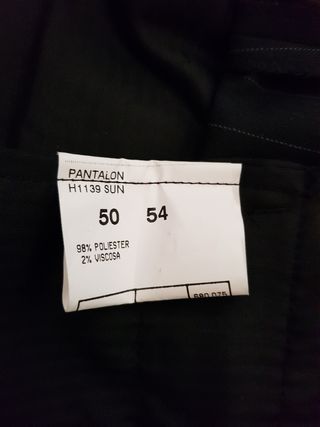 PANTALON
H1139 SUN
50 54
98% POLIESTER
2% VISCOSA